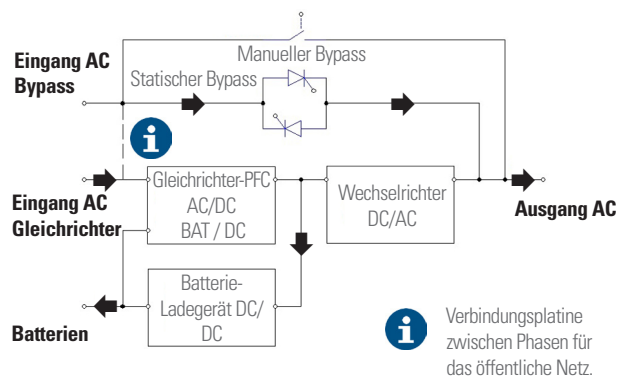 Manueller Bypass
Eingang AC
Bypass
Statischer Bypass
i
Eingang AC
Gleichrichter
Gleichrichter-PFC
AC/DC
BAT / DC
Wechselrichter
DC/AC
Ausgang AC
Batterie-
Ladegerät DC/
DC
Batterien
i
Verbindungsplatine
zwischen Phasen für
das öffentliche Netz.